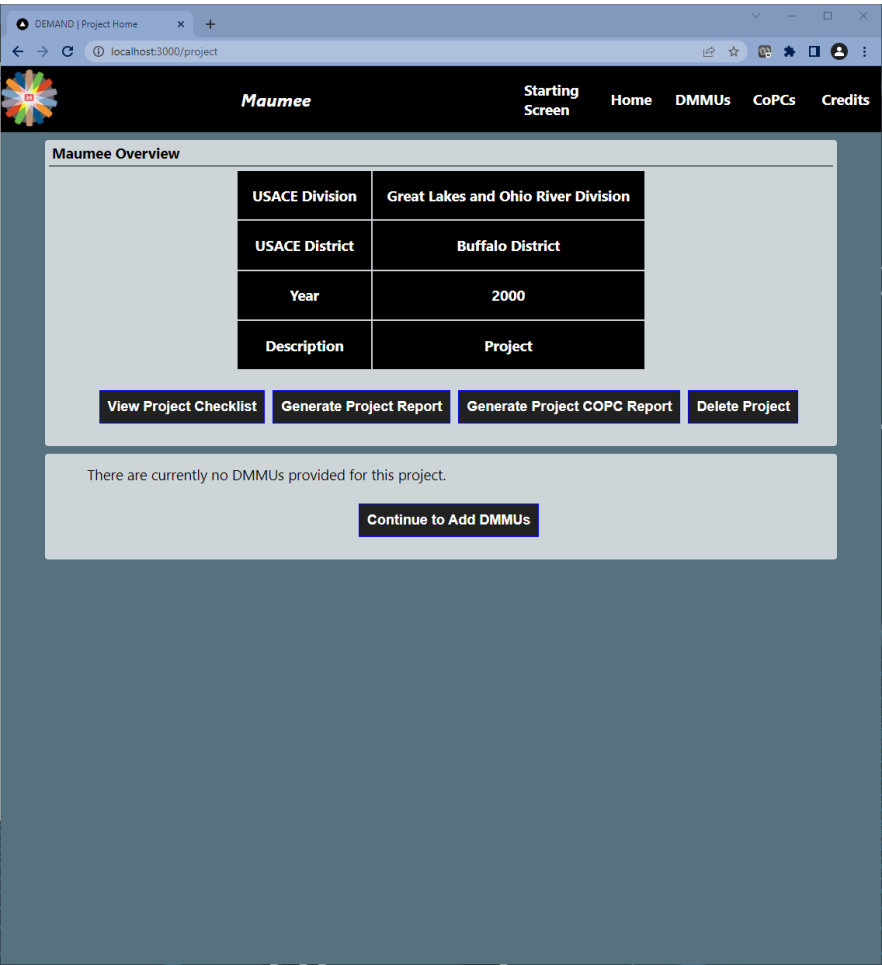 DEMAND | Project Home
localhost:3000/project
Maumee
Starting
Screen
Home
DMMUs
CoPCs
Credits
Maumee Overview
USACE Division Great Lakes and Ohio River Division
USACE District Buffalo District
Year 2000
Description Project
View Project Checklist Generate Project Report Generate Project COPC Report Delete Project
There are currently no DMMUs provided for this project.
Continue to Add DMMUs